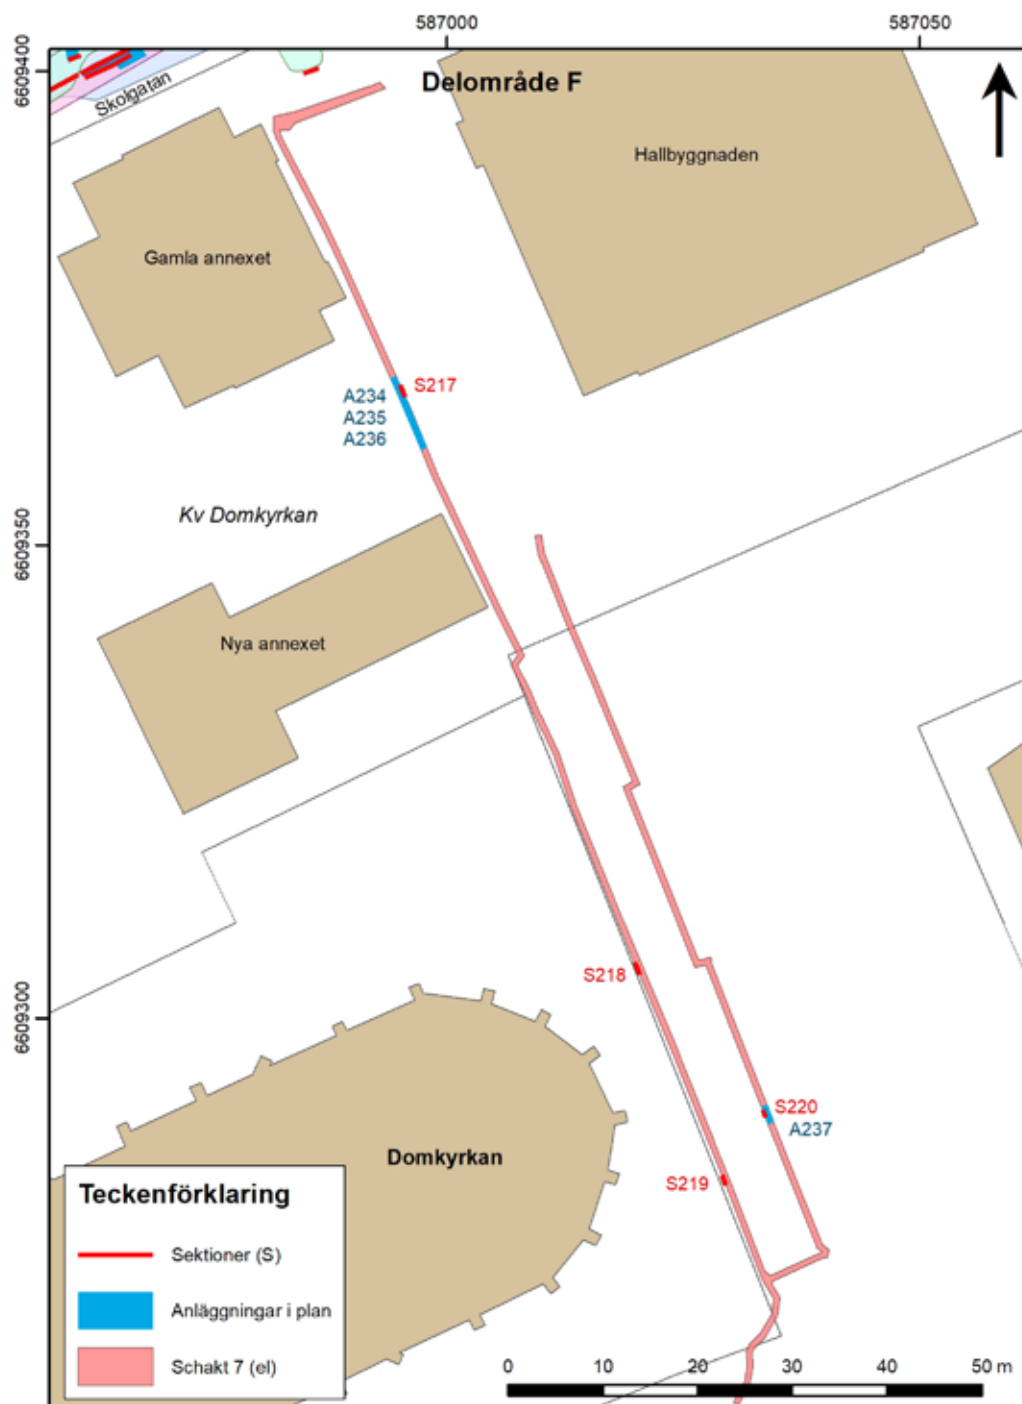 587000
587050
6609400
Delområde F
Skolgatan
Hallbyggnaden
Gamla annexet
S217
A234
A235
A236
Kv Domkyrkan
6609350
Nya annexet
S218
6609300
S220
A237
Domkyrkan
S219
Teckenförklaring
Sektioner (S)
Anläggningar i plan
Schakt 7 (el)
0 10 20 30 40 50 m